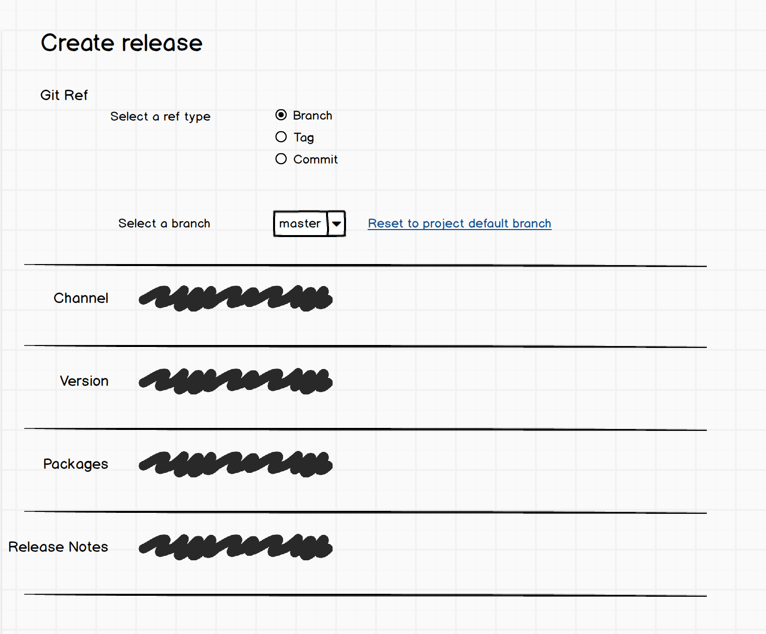 Create release
Git Ref
Select a ref type
Branch
Tag
Commit
Select a branch
master
Reset to project default branch
Channel
Version
Packages
Release Notes